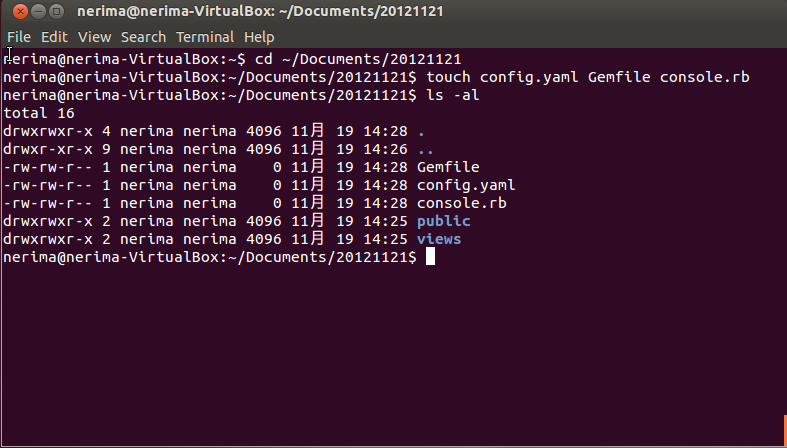 nerima@nerima-VirtualBox: ~/Documents/20121121
File Edit View Search Terminal Help
nerima@nerima-VirtualBox:~$ cd ~/Documents/20121121
nerima@nerima-VirtualBox:~/Documents/20121121$ touch config.yaml Gemfile console.rb
nerima@nerima-VirtualBox:~/Documents/20121121$ ls -al
total 16
drwxrwxr-x 4 nerima nerima 4096 11月 19 14:28 .
drwxr-xr-x 9 nerima nerima 4096 11月 19 14:26 ..
-rw-rw-r-- 1 nerima nerima    0 11月 19 14:28 Gemfile
-rw-rw-r-- 1 nerima nerima    0 11月 19 14:28 config.yaml
-rw-rw-r-- 1 nerima nerima    0 11月 19 14:28 console.rb
drwxrwxr-x 2 nerima nerima 4096 11月 19 14:25 public
drwxrwxr-x 2 nerima nerima 4096 11月 19 14:25 views
nerima@nerima-VirtualBox:~/Documents/20121121$